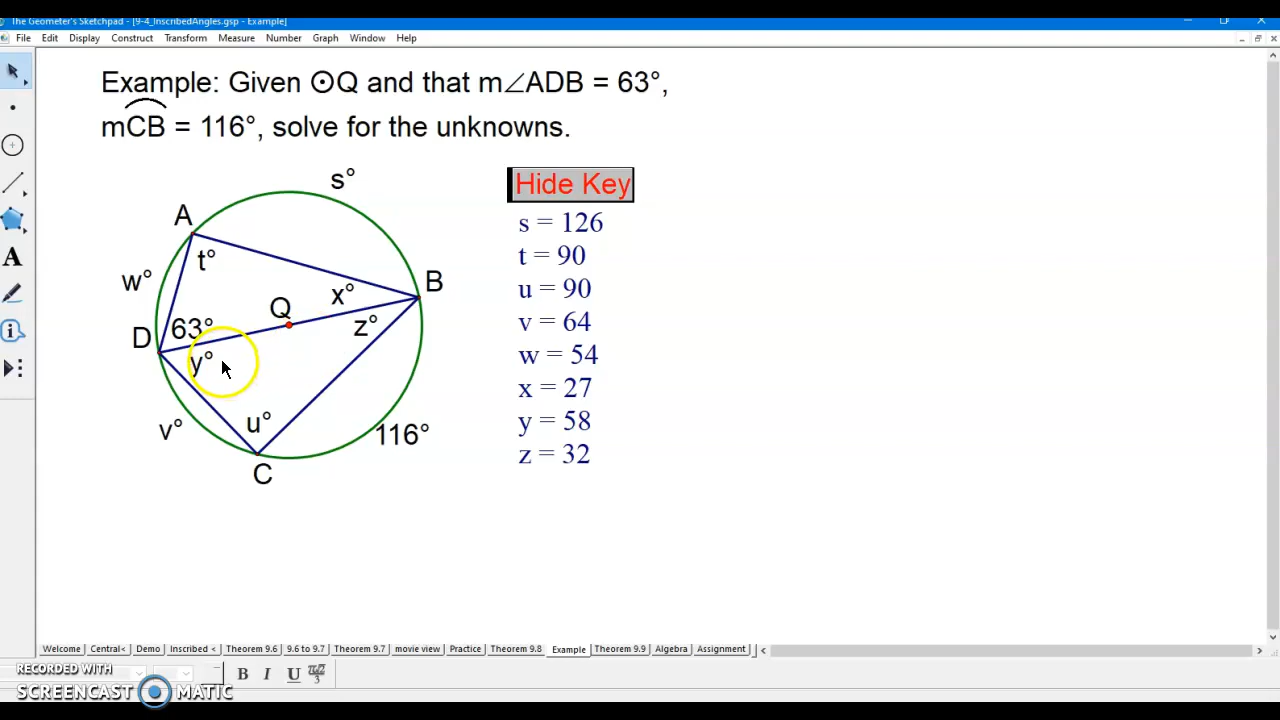 The Geometer's Sketchpad - [9-4_InscribedAngles.gsp - Example]
File Edit Display Construct Transform Measure Number Graph Window Help
Example: Given ⊙Q and that m∠ADB = 63°,
mCB = 116°, solve for the unknowns.
s°
Hide Key
A
s = 126
t°
t = 90
w°
B
x°
u = 90
Q
D
63°
z°
v = 64
y°
w = 54
x = 27
v°
u°
116°
y = 58
C
z = 32
Welcome Central< Demo Inscribed < Theorem 9.6 9.6 to 9.7 Theorem 9.7 movie view Practice Theorem 9.8 Example Theorem 9.9 Algebra Assignment
B I U
RECORDED WITH
SCREENCAST MATIC